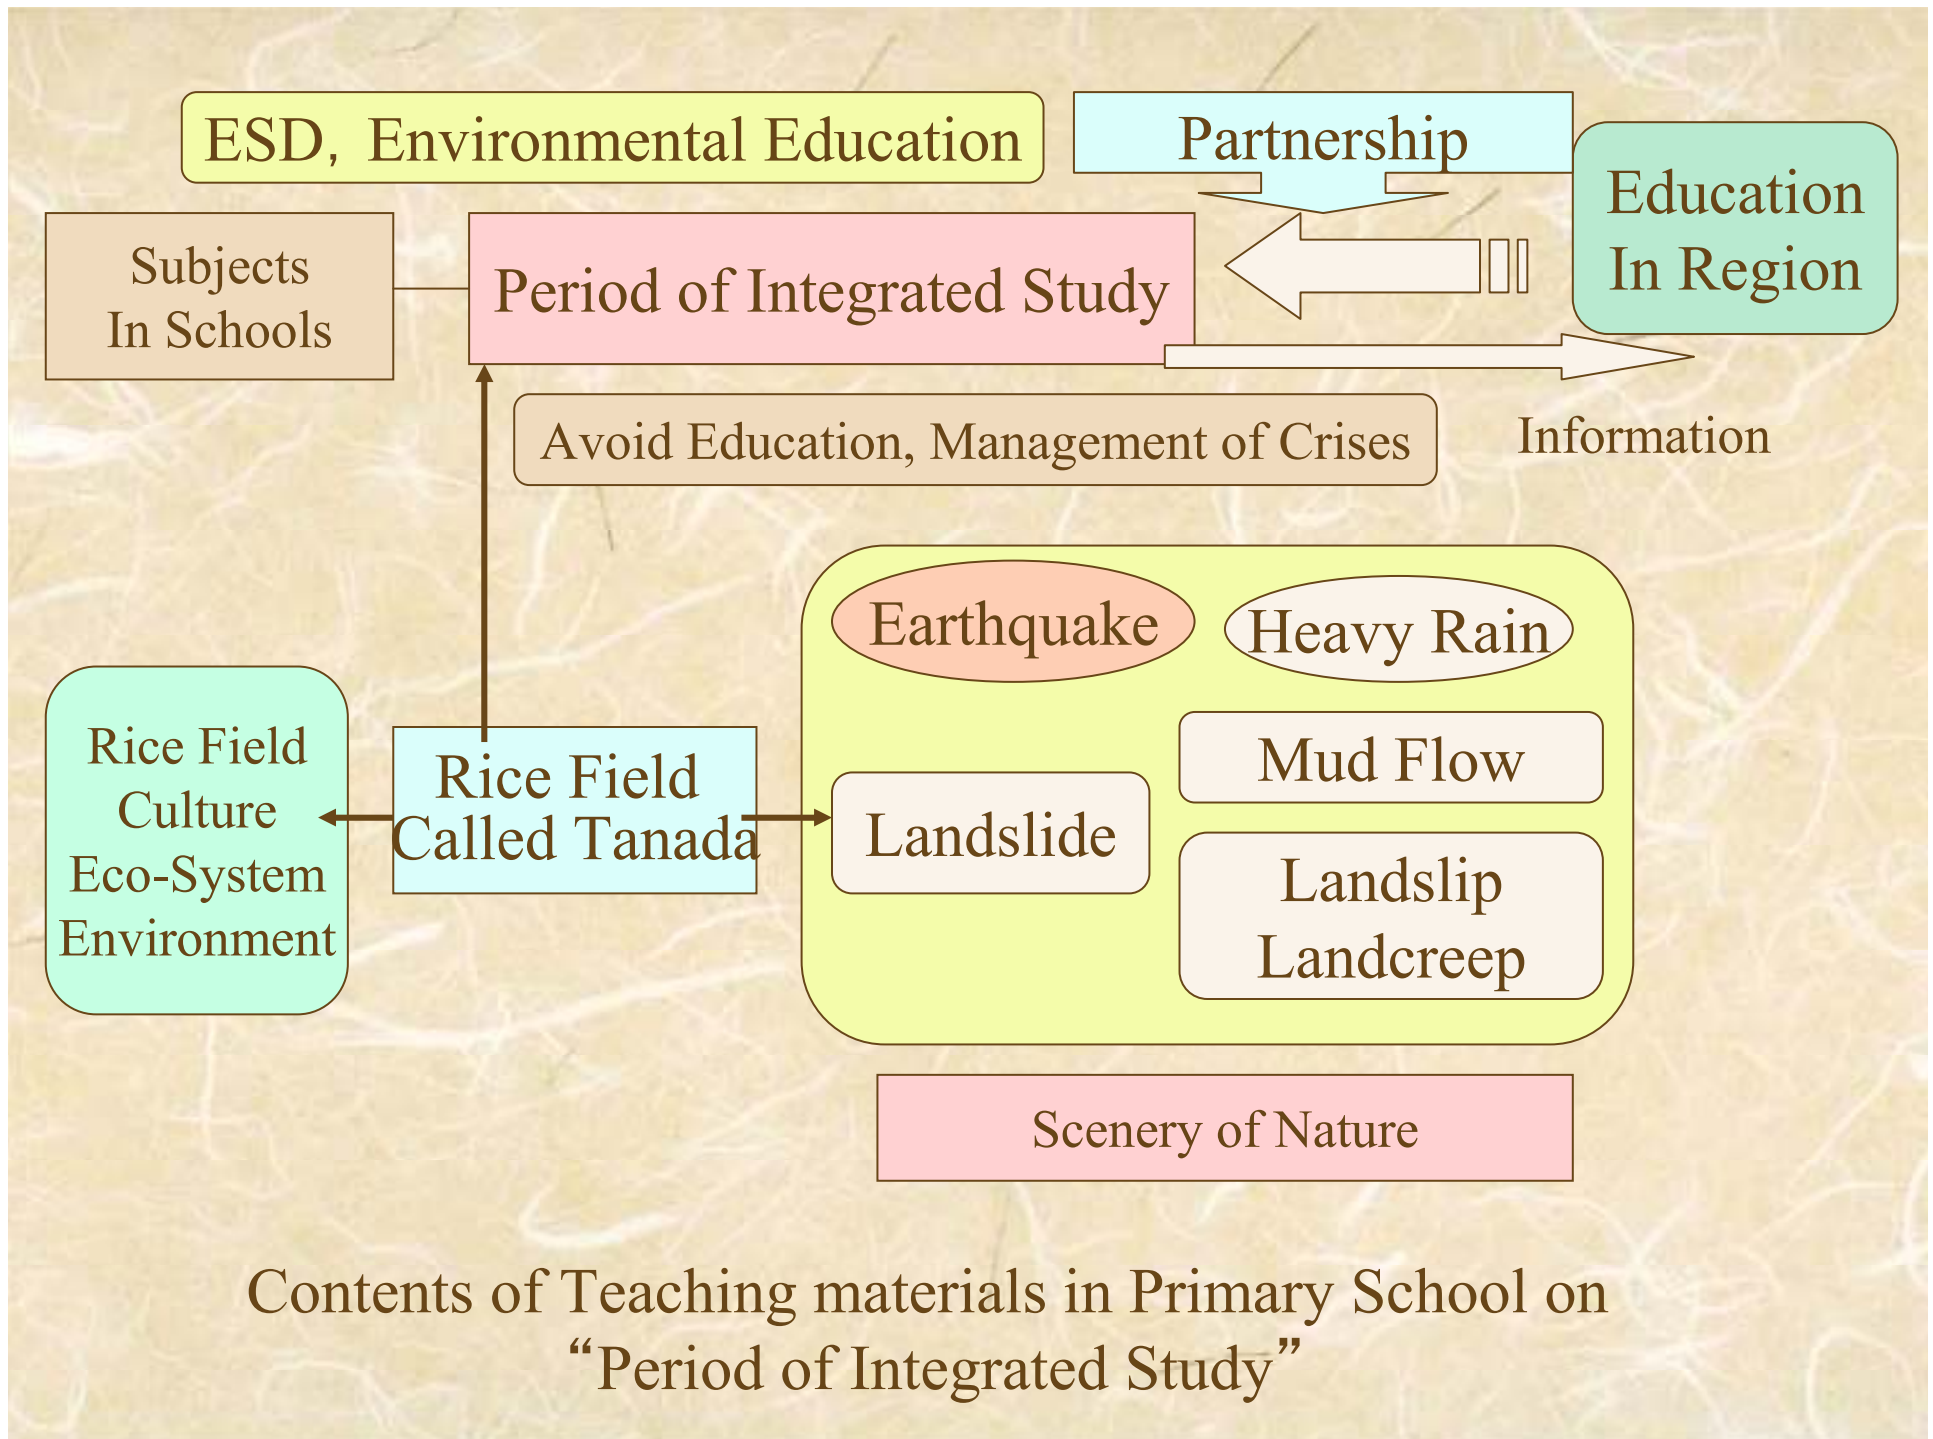 ESD, Environmental Education
Partnership
Education
In Region
Subjects
In Schools
Period of Integrated Study
Avoid Education, Management of Crises
Information
Earthquake
Heavy Rain
Rice Field
Culture
Eco-System
Environment
Rice Field
Called Tanada
Landslide
Mud Flow
Landslip
Landcreep
Scenery of Nature
Contents of Teaching materials in Primary School on
“Period of Integrated Study”